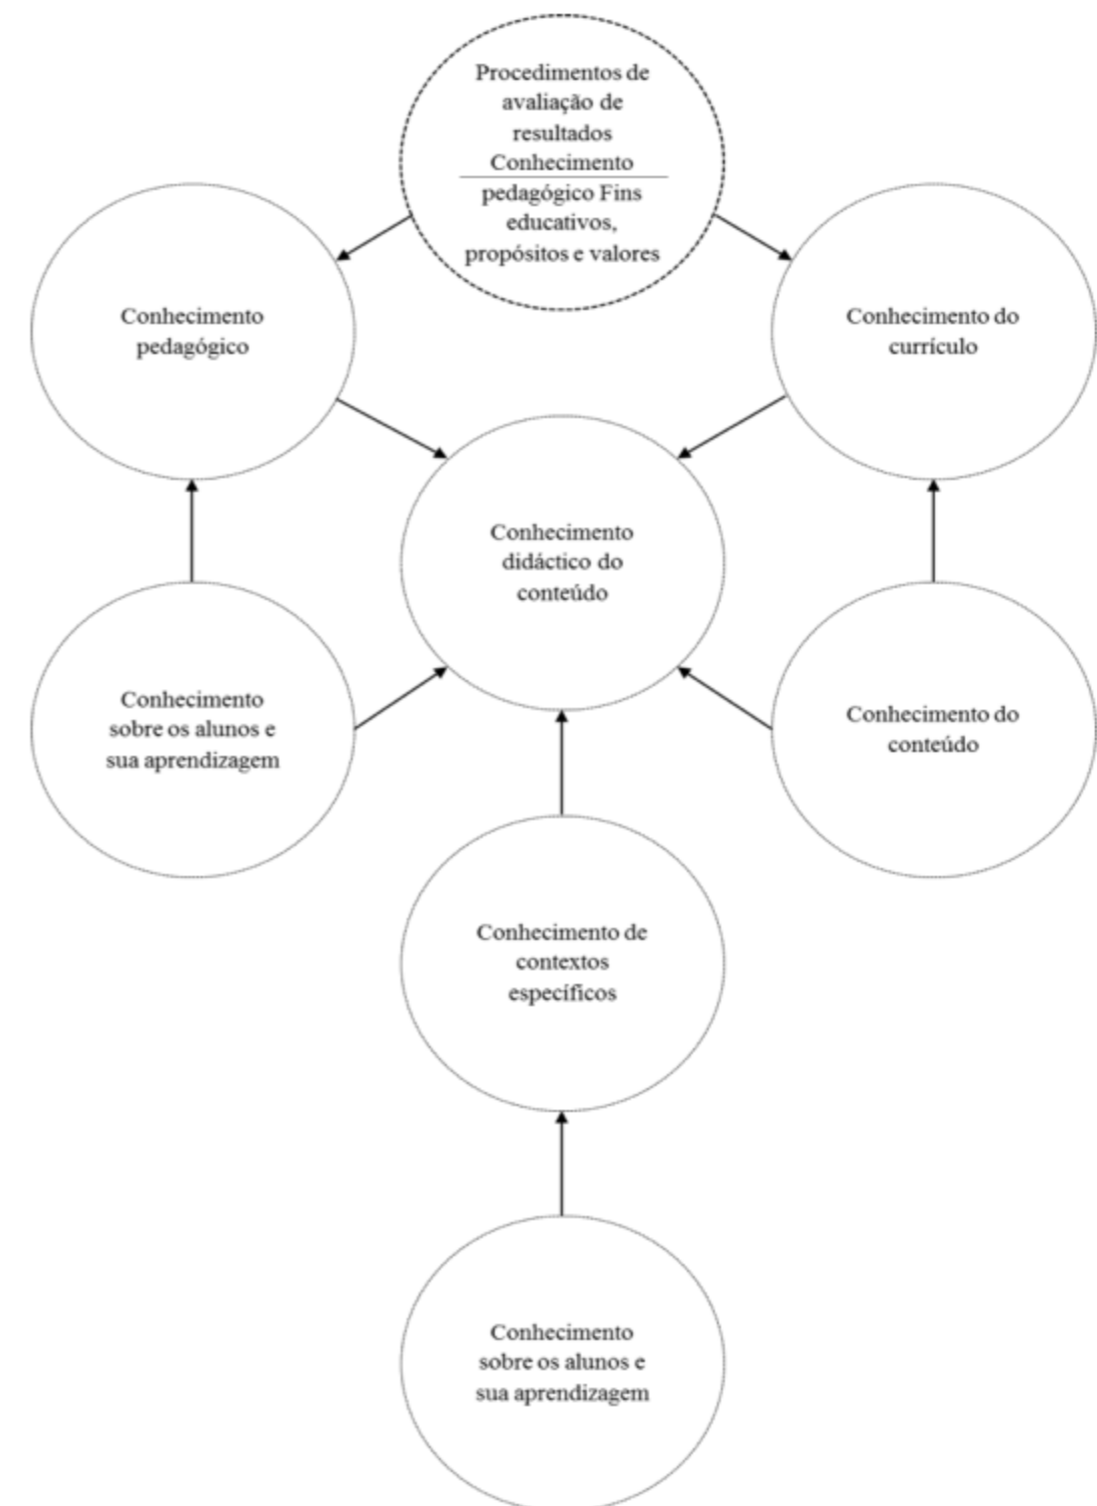 Procedimentos de
avaliação de
resultados
Conhecimento
pedagógico Fins
educativos,
propósitos e valores
Conhecimento
pedagógico
Conhecimento do
currículo
Conhecimento
didáctico do
conteúdo
Conhecimento
sobre os alunos e
sua aprendizagem
Conhecimento do
conteúdo
Conhecimento de
contextos
específicos
Conhecimento
sobre os alunos e
sua aprendizagem